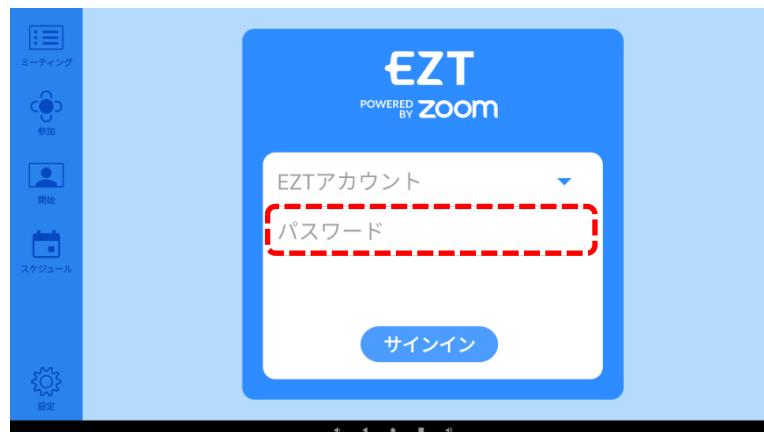 ミーティング
参加
開始
スケジュール
設定
EZT
POWERED BY zoom
EZTアカウント
パスワード
サインイン